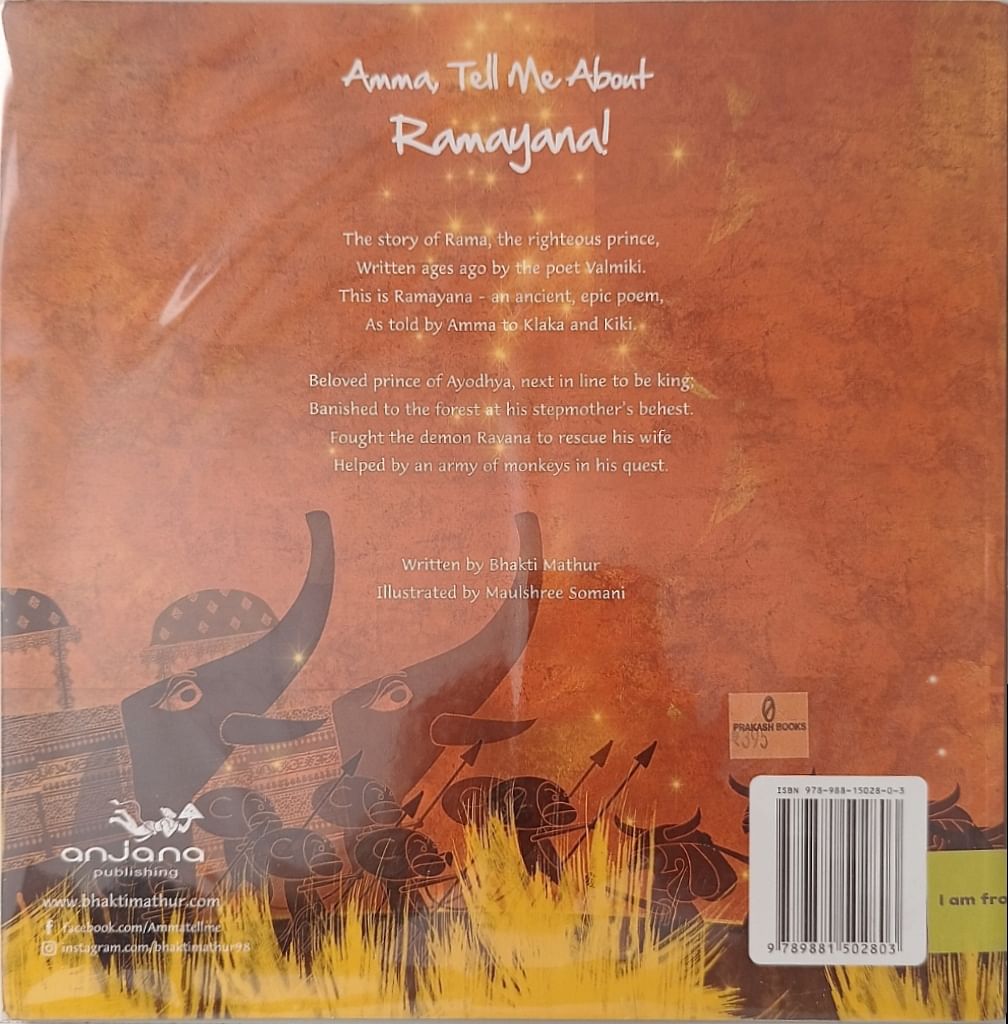 Amma, Tell Me About
Ramayana!
The story of Rama, the righteous prince,
Written ages ago by the poet Valmiki.
This is Ramayana - an ancient, epic poem,
As told by Amma to Klaka and Kiki.
Beloved prince of Ayodhya, next in line to be king;
Banished to the forest at his stepmother's behest.
Fought the demon Ravana to rescue his wife
Helped by an army of monkeys in his quest.
Written by Bhakti Mathur
Illustrated by Maulshree Somani
PRAKASH BOOKS
₹395
ISBN 978-988-15028-0-3
9 789881 502803
I am fro
anjana
publishing
www.bhaktimathur.com
facebook.com/Ammatellme
instagram.com/bhaktimathur98